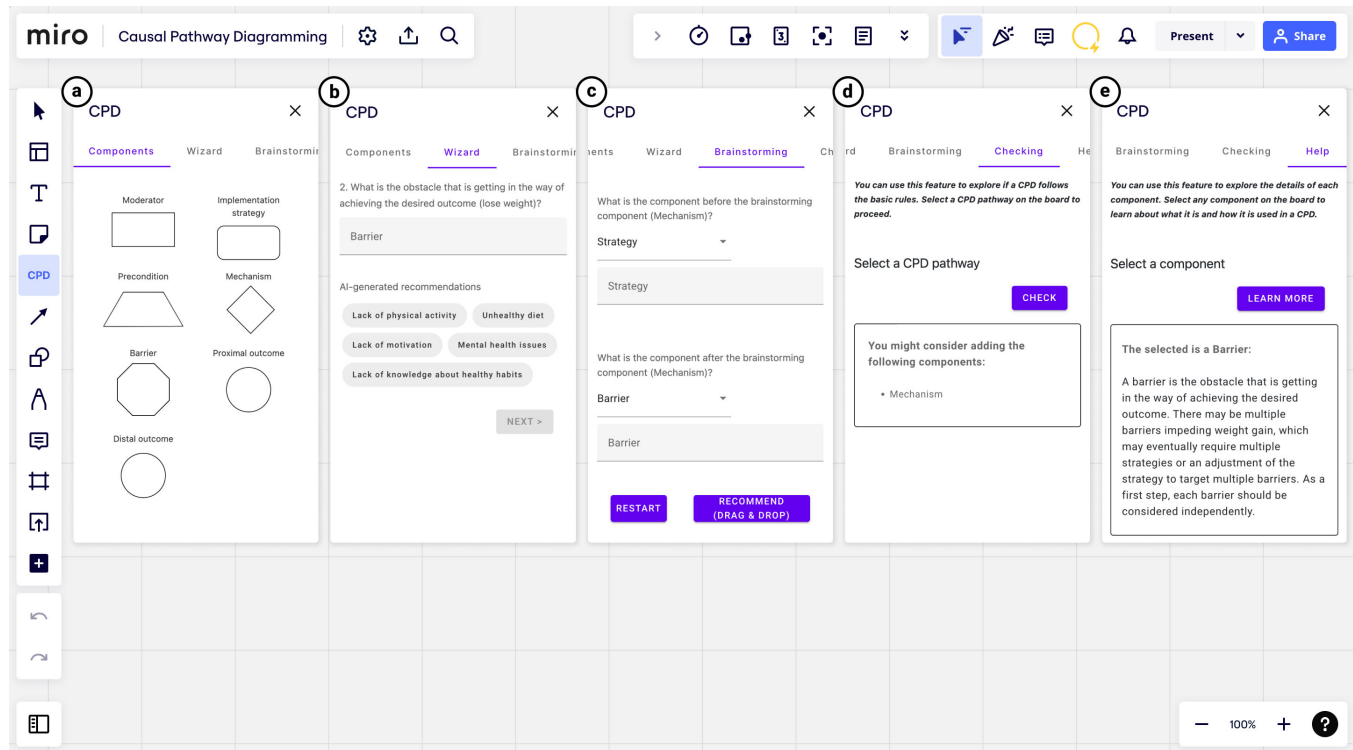 miro
Causal Pathway Diagramming
3
Present
Share
CPD
a
CPD
Components Wizard Brainstormin
Moderator
Implementation
strategy
Precondition
Mechanism
Barrier
Proximal outcome
Distal outcome
b
CPD
Components Wizard Brainstormin
2. What is the obstacle that is getting in the way of
achieving the desired outcome (lose weight)?
Barrier
AI-generated recommendations
Lack of physical activity
Unhealthy diet
Lack of motivation
Mental health issues
Lack of knowledge about healthy habits
NEXT >
c
CPD
nents Wizard Brainstorming Ch
What is the component before the brainstorming
component (Mechanism)?
Strategy
Strategy
What is the component after the brainstorming
component (Mechanism)?
Barrier
Barrier
RESTART
RECOMMEND
(DRAG & DROP)
d
CPD
rd Brainstorming Checking He
You can use this feature to explore if a CPD follows
the basic rules. Select a CPD pathway on the board to
proceed.
Select a CPD pathway
CHECK
You might consider adding the
following components:
• Mechanism
e
CPD
Brainstorming Checking Help
You can use this feature to explore the details of each
component. Select any component on the board to
learn about what it is and how it is used in a CPD.
Select a component
LEARN MORE
The selected is a Barrier:
A barrier is the obstacle that is getting
in the way of achieving the desired
outcome. There may be multiple
barriers impeding weight gain, which
may eventually require multiple
strategies or an adjustment of the
strategy to target multiple barriers. As a
first step, each barrier should be
considered independently.
100%
?